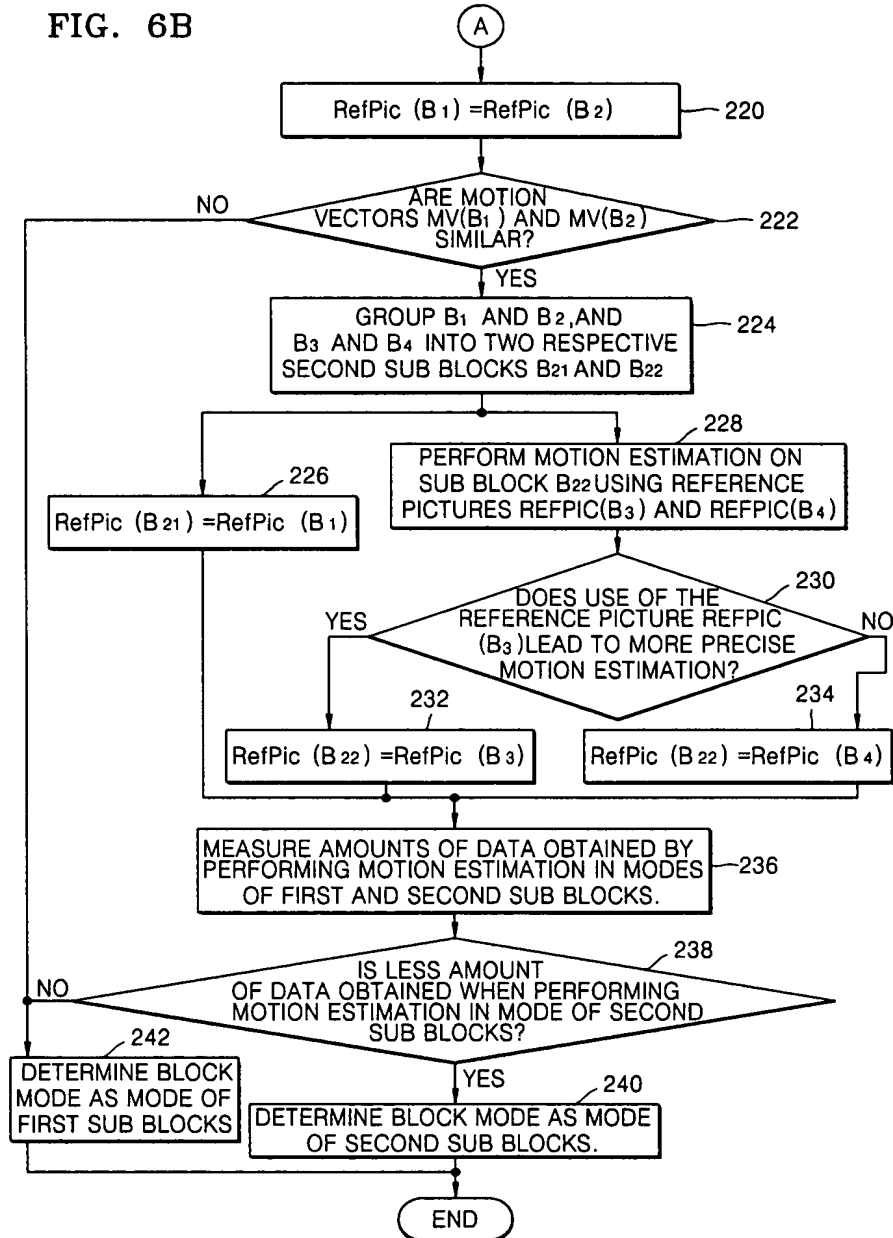 FIG. 6B
A
RefPic (B1) =RefPic (B2)
220
ARE MOTION
VECTORS MV(B1) AND MV(B2)
SIMILAR?
222
NO
YES
GROUP B1 AND B2,AND
B3 AND B4 INTO TWO RESPECTIVE
SECOND SUB BLOCKS B21 AND B22
224
226
RefPic (B21) =RefPic (B1)
228
PERFORM MOTION ESTIMATION ON
SUB BLOCK B22 USING REFERENCE
PICTURES REFPIC(B3) AND REFPIC(B4)
230
DOES USE OF THE
REFERENCE PICTURE REFPIC
(B3)LEAD TO MORE PRECISE
MOTION ESTIMATION?
YES
NO
232
RefPic (B22) =RefPic (B3)
234
RefPic (B22) =RefPic (B4)
MEASURE AMOUNTS OF DATA OBTAINED BY
PERFORMING MOTION ESTIMATION IN MODES
OF FIRST AND SECOND SUB BLOCKS.
236
238
IS LESS AMOUNT
OF DATA OBTAINED WHEN PERFORMING
MOTION ESTIMATION IN MODE OF SECOND
SUB BLOCKS?
NO
YES
242
DETERMINE BLOCK
MODE AS MODE OF
FIRST SUB BLOCKS
240
DETERMINE BLOCK MODE AS MODE
OF SECOND SUB BLOCKS.
END